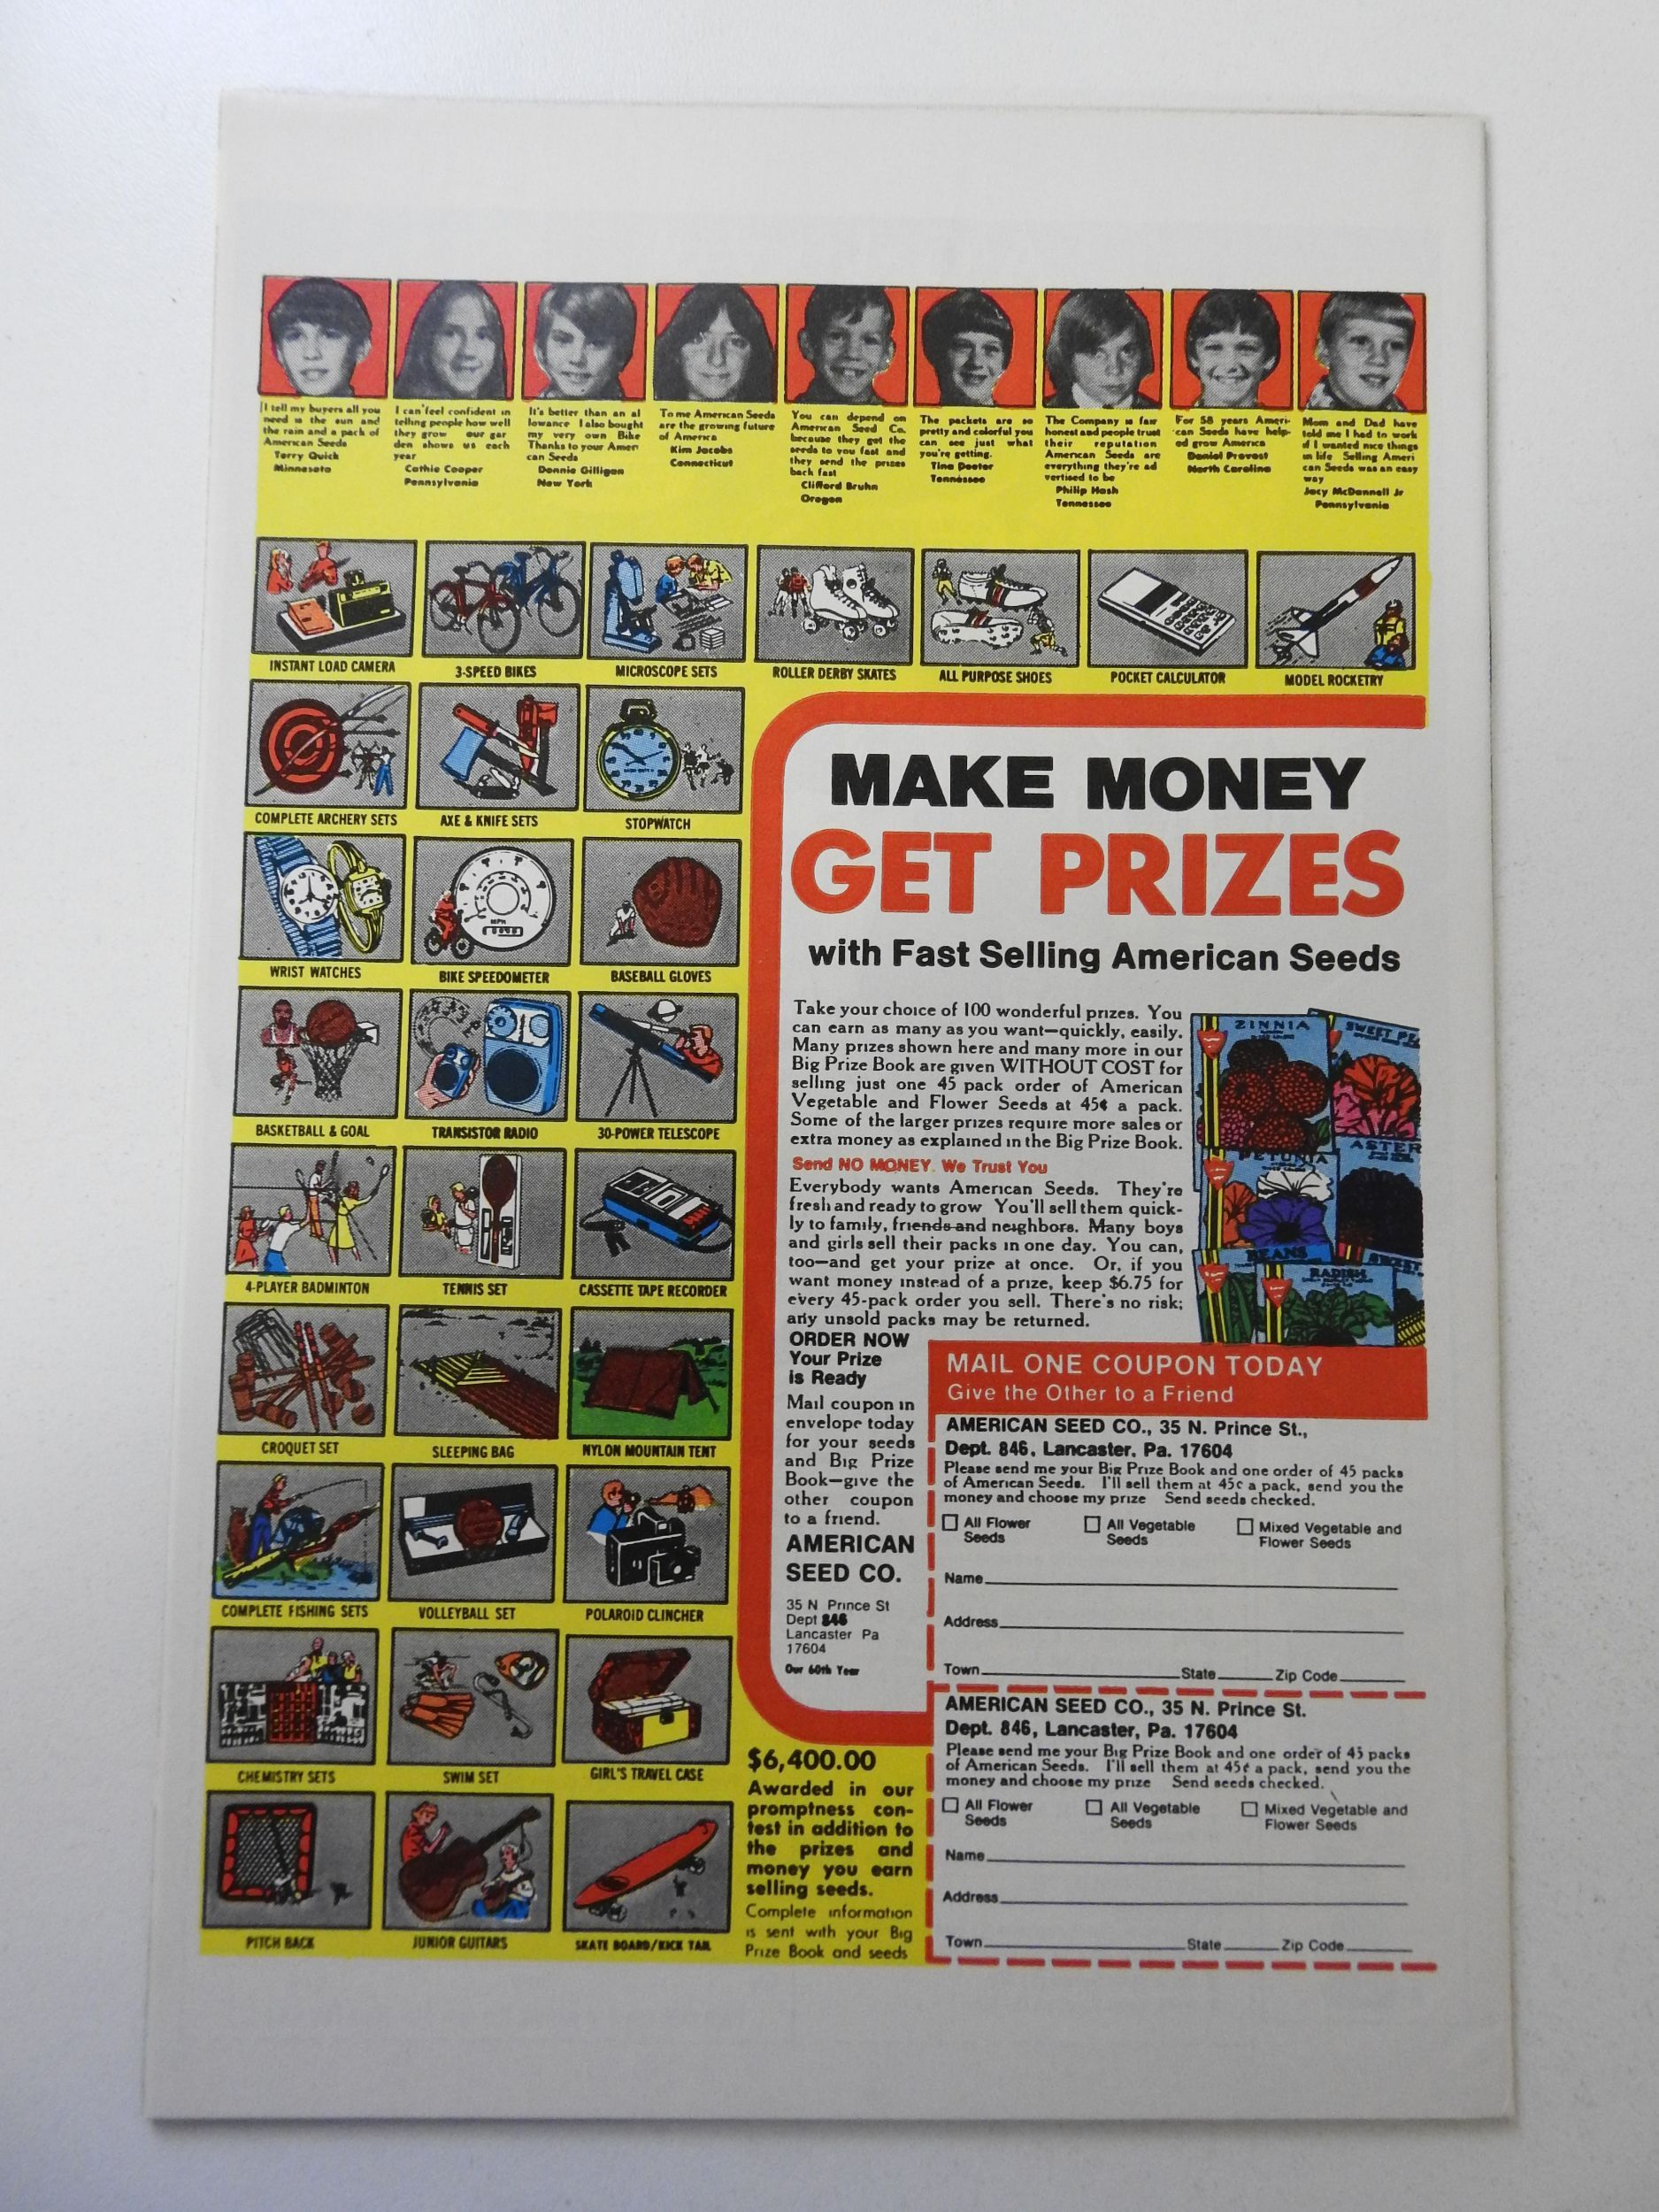 I tell my buyers all you
need is the sun and
the rain and a pack of
American Seeds
Terry Quick
Minnesota
I can feel confident in
telling people how well
they grow our gar
den shows us each
year
Cathie Cooper
Pennsylvania
It's better than an al
lowance I also bought
my very own Bike
Thanks to your Ameri
can Seeds
Donnie Gilligan
New York
To me American Seeds
are the growing future
of America
Kim Jacobs
Connecticut
You can depend on
American Seed Co.
because they get the
seeds to you fast and
they send the prizes
back fast
Clifford Bruhn
Oregon
The packets are so
pretty and colorful you
can see just what
you're getting.
Tina Deeter
Tennessee
The Company is fair
honest and people trust
their reputation
American Seeds are
everything they're ad
vertised to be
Philip Hash
Tennessee
For 58 years Ameri-
can Seeds have help-
ed grow America
Daniel Provost
North Carolina
Mom and Dad have
told me I had to work
if I wanted nice things
in life Selling Ameri
can Seeds was an easy
way
Jacy McDannell Jr
Pennsylvania
INSTANT LOAD CAMERA
3-SPEED BIKES
MICROSCOPE SETS
ROLLER DERBY SKATES
ALL PURPOSE SHOES
POCKET CALCULATOR
MODEL ROCKETRY
COMPLETE ARCHERY SETS
AXE & KNIFE SETS
STOPWATCH
WRIST WATCHES
MPH
BIKE SPEEDOMETER
BASEBALL GLOVES
BASKETBALL & GOAL
TRANSISTOR RADIO
30-POWER TELESCOPE
4-PLAYER BADMINTON
TENNIS SET
CASSETTE TAPE RECORDER
CROQUET SET
SLEEPING BAG
NYLON MOUNTAIN TENT
COMPLETE FISHING SETS
VOLLEYBALL SET
POLAROID CLINCHER
CHEMISTRY SETS
SWIM SET
GIRL'S TRAVEL CASE
PITCH BACK
JUNIOR GUITARS
SKATE BOARD/KICK TAIL
MAKE MONEY
GET PRIZES
with Fast Selling American Seeds
Take your choice of 100 wonderful prizes. You
can earn as many as you want—quickly, easily.
Many prizes shown here and many more in our
Big Prize Book are given WITHOUT COST for
selling just one 45 pack order of American
Vegetable and Flower Seeds at 45¢ a pack.
Some of the larger prizes require more sales or
extra money as explained in the Big Prize Book.
Send NO MONEY. We Trust You
Everybody wants American Seeds. They're
fresh and ready to grow You'll sell them quick-
ly to family, friends and neighbors. Many boys
and girls sell their packs in one day. You can,
too—and get your prize at once. Or, if you
want money instead of a prize, keep $6.75 for
every 45-pack order you sell. There's no risk;
any unsold packs may be returned.
ZINNIA
SWEET PE
ASTER
PETUNIA
BEANS
RADISH
SWEET
ORDER NOW
Your Prize
is Ready
Mail coupon in
envelope today
for your seeds
and Big Prize
Book—give the
other coupon
to a friend.
AMERICAN
SEED CO.
35 N Prince St
Dept 846
Lancaster Pa
17604
Our 60th Year
$6,400.00
Awarded in our
promptness con-
test in addition to
the prizes and
money you earn
selling seeds.
Complete information
is sent with your Big
Prize Book and seeds
MAIL ONE COUPON TODAY
Give the Other to a Friend
AMERICAN SEED CO., 35 N. Prince St.,
Dept. 846, Lancaster, Pa. 17604
Please send me your Big Prize Book and one order of 45 packs
of American Seeds. I'll sell them at 45¢ a pack, send you the
money and choose my prize Send seeds checked.
All Flower Seeds
All Vegetable Seeds
Mixed Vegetable and Flower Seeds
Name
Address
Town State Zip Code
AMERICAN SEED CO., 35 N. Prince St.
Dept. 846, Lancaster, Pa. 17604
Please send me your Big Prize Book and one order of 45 packs
of American Seeds. I'll sell them at 45¢ a pack, send you the
money and choose my prize Send seeds checked.
All Flower Seeds
All Vegetable Seeds
Mixed Vegetable and Flower Seeds
Name
Address
Town State Zip Code